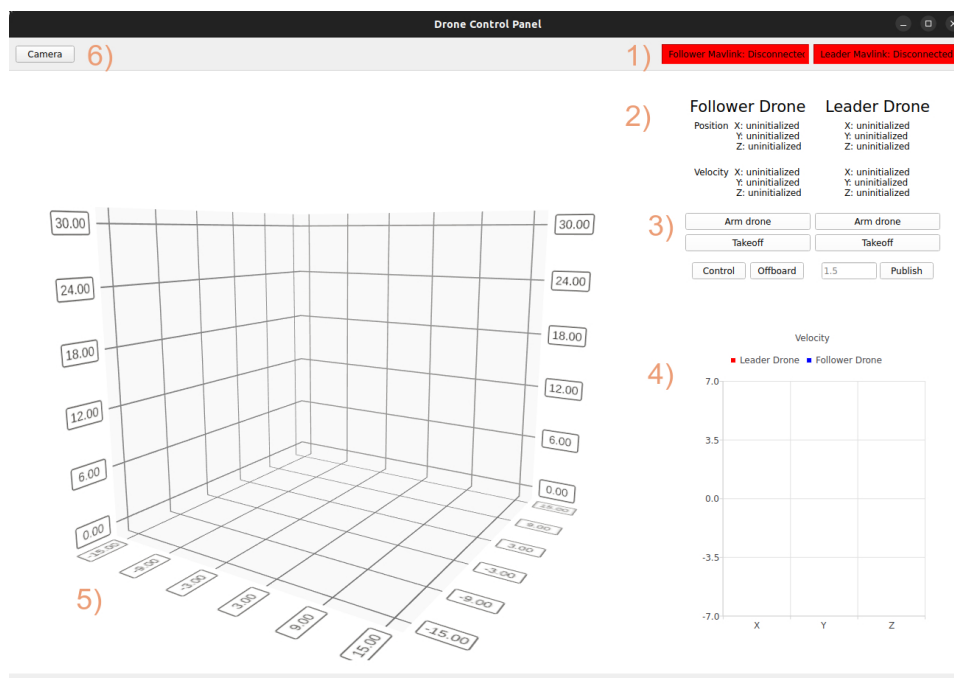 Drone Control Panel
Camera
6)
1)
Follower Mavlink: Disconnected
Leader Mavlink: Disconnected
2)
Follower Drone Leader Drone
Position X: uninitialized X: uninitialized
Y: uninitialized Y: uninitialized
Z: uninitialized Z: uninitialized
Velocity X: uninitialized X: uninitialized
Y: uninitialized Y: uninitialized
Z: uninitialized Z: uninitialized
3)
Arm drone Arm drone
Takeoff Takeoff
Control Offboard 1.5 Publish
30.00 30.00
24.00 24.00
18.00 18.00
12.00 12.00
6.00 6.00
0.00 0.00
-15.00 -9.00 -3.00 3.00 9.00 15.00
15.00
9.00
3.00
-3.00
-9.00
-15.00
5)
4)
Velocity
Leader Drone Follower Drone
7.0
3.5
0.0
-3.5
-7.0
X Y Z